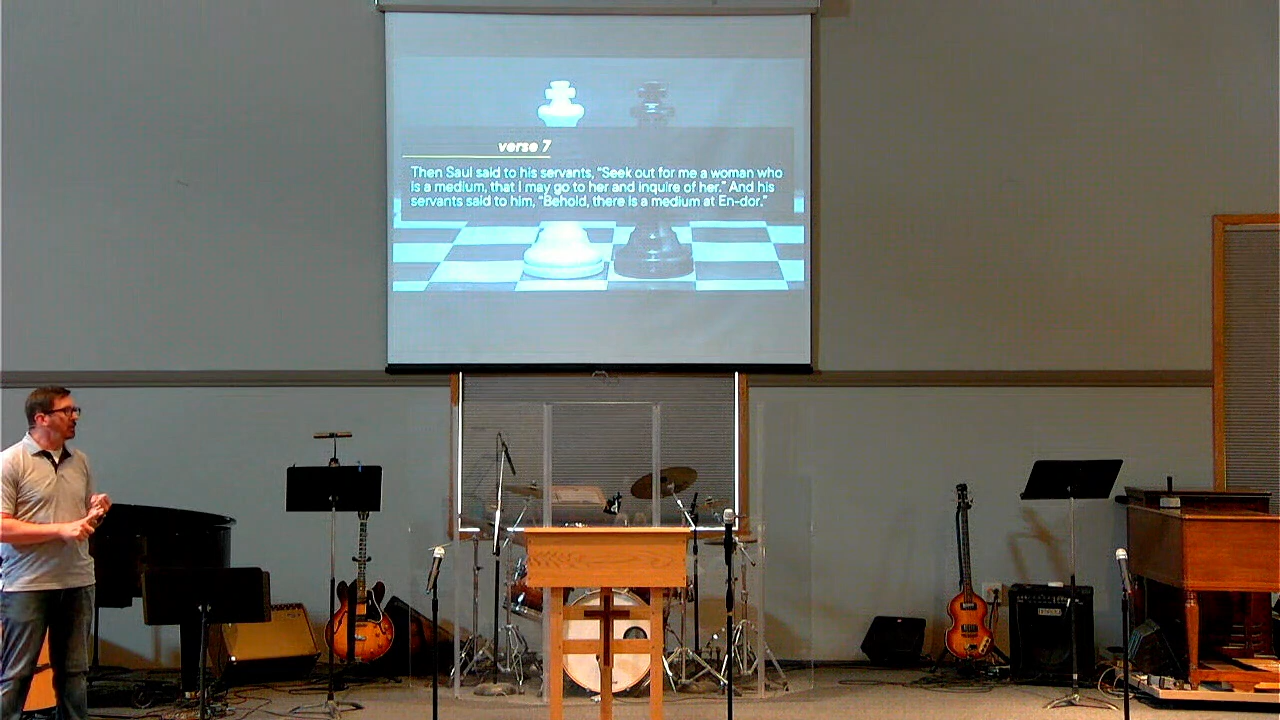 verse 7
Then Saul said to his servants, “Seek out for me a woman who
is a medium, that I may go to her and inquire of her.” And his
servants said to him, “Behold, there is a medium at En-dor.”